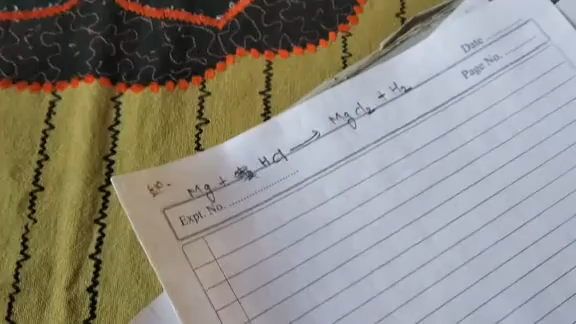 Mg + HCl → MgCl₂ + H₂
Date
Page No.
Expt. No.